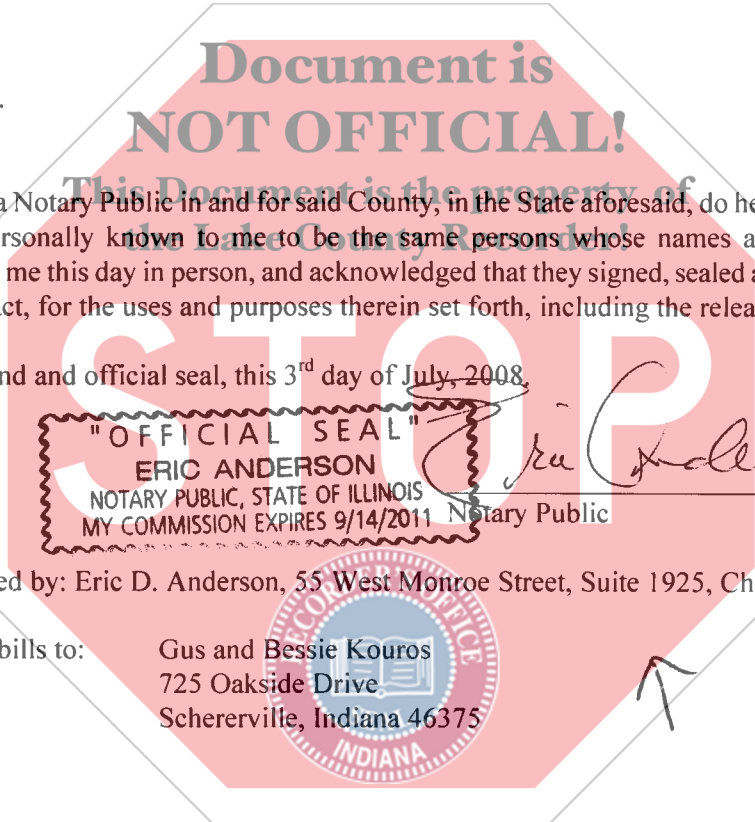 Document is
NOT OFFICIAL!
This Document is the property of
the Lake County Recorder!
STOP
a Notary Public in and for said County, in the State aforesaid, do he
rsonally known to me to be the same persons whose names a
me this day in person, and acknowledged that they signed, sealed a
ct, for the uses and purposes therein set forth, including the relea
nd and official seal, this 3rd day of July, 2008.
"OFFICIAL SEAL"
ERIC ANDERSON
NOTARY PUBLIC, STATE OF ILLINOIS
MY COMMISSION EXPIRES 9/14/2011
Notary Public
ed by: Eric D. Anderson, 55 West Monroe Street, Suite 1925, Ch
bills to:
Gus and Bessie Kouros
725 Oakside Drive
Schererville, Indiana 46375
RECORDER OFFICE
INDIANA